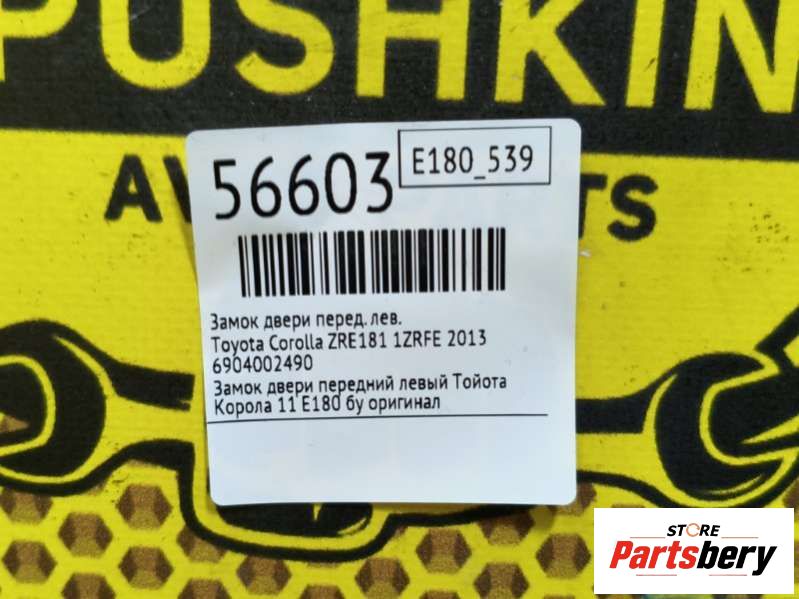 PUSHKIN
56603
E180_539
Замок двери перед. лев.
Toyota Corolla ZRE181 1ZRFE 2013
6904002490
Замок двери передний левый Тойота
Корола 11 E180 бу оригинал
STORE
Partsbery